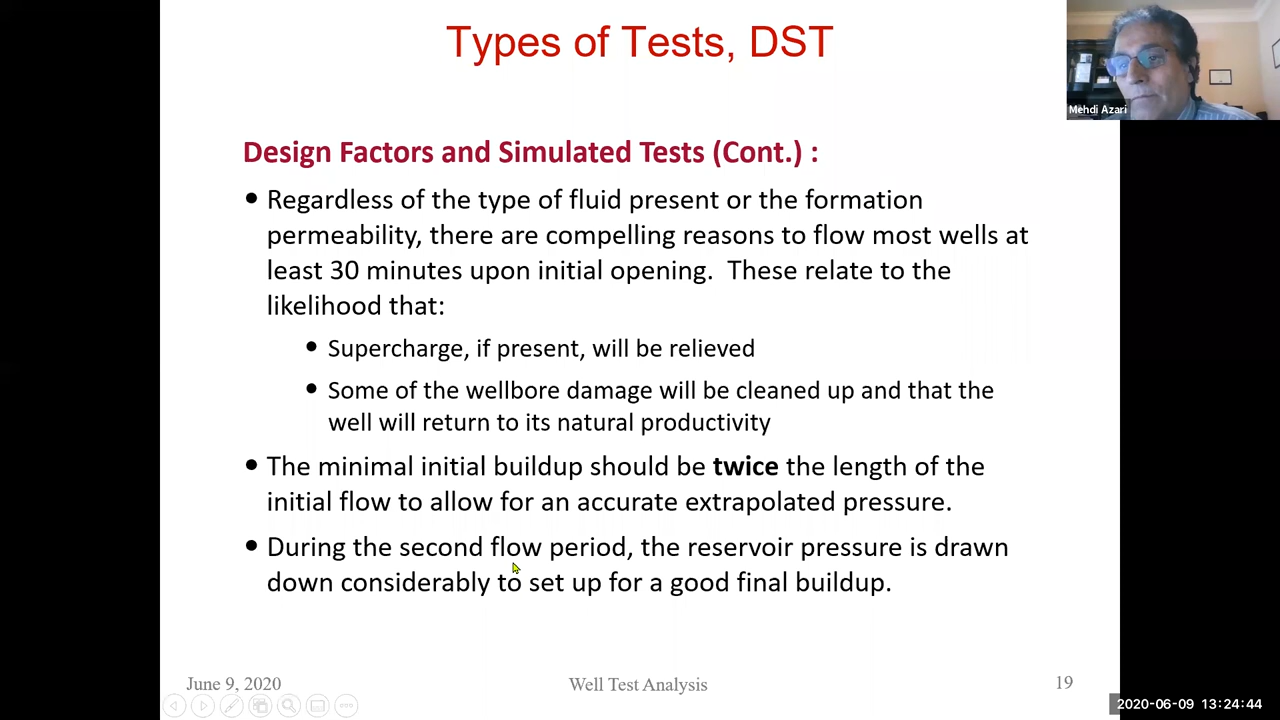 Types of Tests, DST
Mehdi Azari
Design Factors and Simulated Tests (Cont.) :
• Regardless of the type of fluid present or the formation
permeability, there are compelling reasons to flow most wells at
least 30 minutes upon initial opening.  These relate to the
likelihood that:
• Supercharge, if present, will be relieved
• Some of the wellbore damage will be cleaned up and that the
well will return to its natural productivity
• The minimal initial buildup should be twice the length of the
initial flow to allow for an accurate extrapolated pressure.
• During the second flow period, the reservoir pressure is drawn
down considerably to set up for a good final buildup.
June 9, 2020
Well Test Analysis
19
2020-06-09 13:24:44